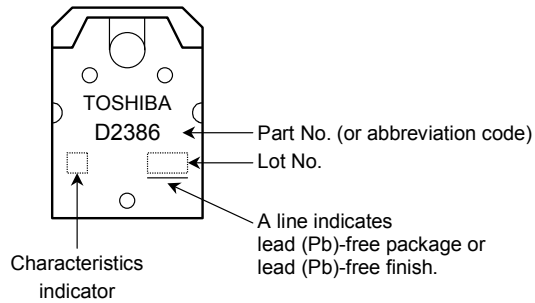 TOSHIBA
D2386
Part No. (or abbreviation code)
Lot No.
A line indicates
lead (Pb)-free package or
lead (Pb)-free finish.
Characteristics
indicator